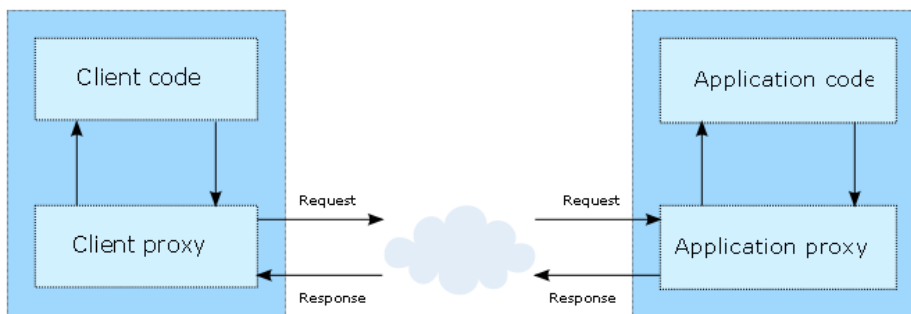 Client code
Application code
Request
Request
Client proxy
Application proxy
Response
Response